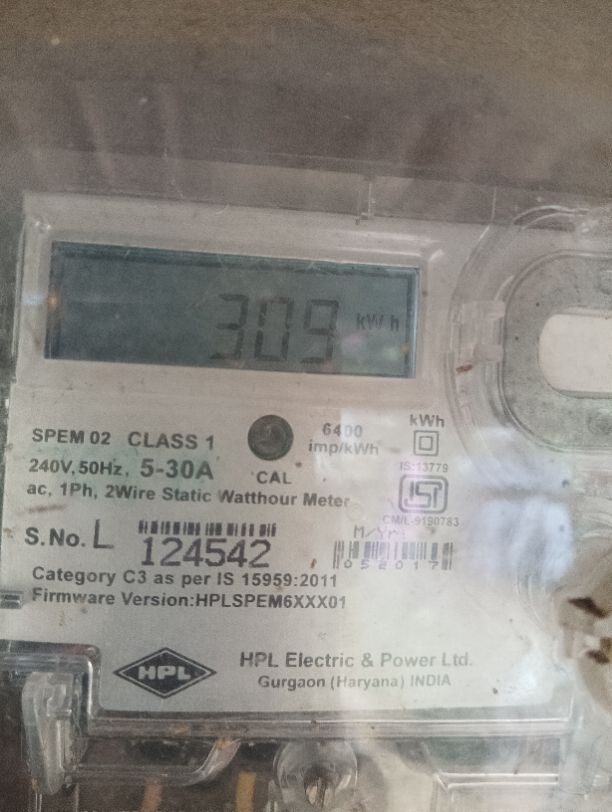 309 kWh
SPEM 02 CLASS 1
6400
imp/kWh
kWh
240V, 50Hz, 5-30A
CAL
IS:13779
ac, 1Ph, 2Wire Static Watthour Meter
ISI
CM/L-9190783
S.No. L 124542
M/Yr.
052017
Category C3 as per IS 15959:2011
Firmware Version:HPLSPEM6XXX01
HPL
HPL Electric & Power Ltd.
Gurgaon (Haryana) INDIA